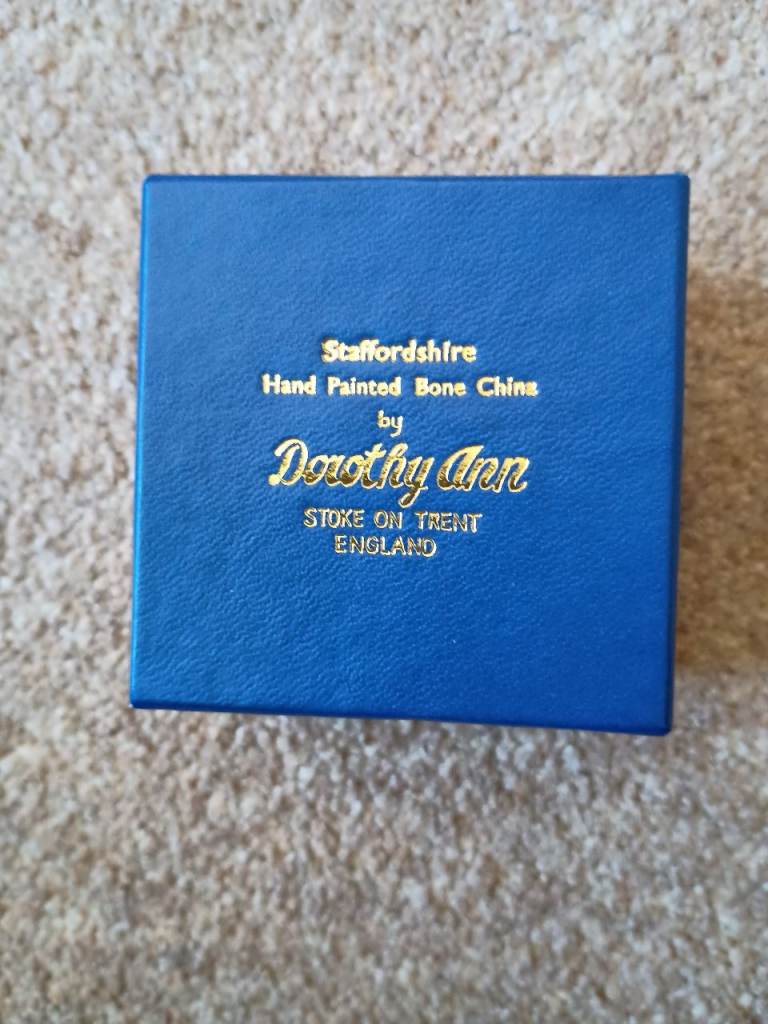 Staffordshire
Hand Painted Bone China
by
Dorothy Ann
STOKE ON TRENT
ENGLAND